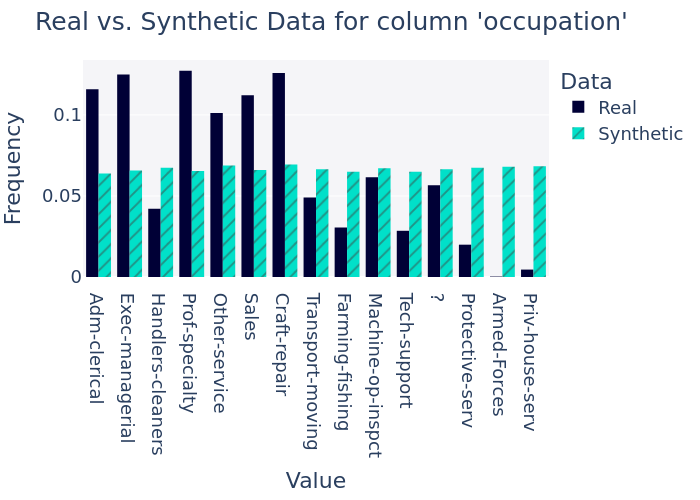 Real vs. Synthetic Data for column 'occupation'
Data
Real
Synthetic
Frequency
0.1
0.05
0
Adm-clerical
Exec-managerial
Handlers-cleaners
Prof-specialty
Other-service
Sales
Craft-repair
Transport-moving
Farming-fishing
Machine-op-inspct
Tech-support
?
Protective-serv
Armed-Forces
Priv-house-serv
Value